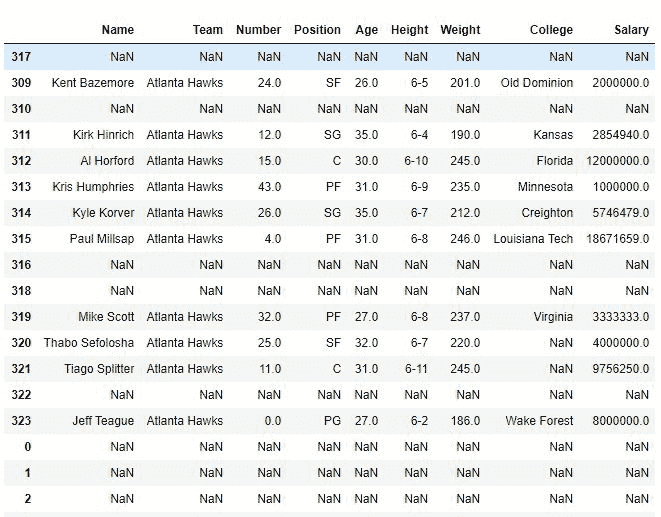 Name Team Number Position Age Height Weight College Salary
317 NaN NaN NaN NaN NaN NaN NaN NaN NaN
309 Kent Bazemore Atlanta Hawks 24.0 SF 26.0 6-5 201.0 Old Dominion 2000000.0
310 NaN NaN NaN NaN NaN NaN NaN NaN NaN
311 Kirk Hinrich Atlanta Hawks 12.0 SG 35.0 6-4 190.0 Kansas 2854940.0
312 Al Horford Atlanta Hawks 15.0 C 30.0 6-10 245.0 Florida 12000000.0
313 Kris Humphries Atlanta Hawks 43.0 PF 31.0 6-9 235.0 Minnesota 1000000.0
314 Kyle Korver Atlanta Hawks 26.0 SG 35.0 6-7 212.0 Creighton 5746479.0
315 Paul Millsap Atlanta Hawks 4.0 PF 31.0 6-8 246.0 Louisiana Tech 18671659.0
316 NaN NaN NaN NaN NaN NaN NaN NaN NaN
318 NaN NaN NaN NaN NaN NaN NaN NaN NaN
319 Mike Scott Atlanta Hawks 32.0 PF 27.0 6-8 237.0 Virginia 3333333.0
320 Thabo Sefolosha Atlanta Hawks 25.0 SF 32.0 6-7 220.0 NaN 4000000.0
321 Tiago Splitter Atlanta Hawks 11.0 C 31.0 6-11 245.0 NaN 9756250.0
322 NaN NaN NaN NaN NaN NaN NaN NaN NaN
323 Jeff Teague Atlanta Hawks 0.0 PG 27.0 6-2 186.0 Wake Forest 8000000.0
0 NaN NaN NaN NaN NaN NaN NaN NaN NaN
1 NaN NaN NaN NaN NaN NaN NaN NaN NaN
2 NaN NaN NaN NaN NaN NaN NaN NaN NaN